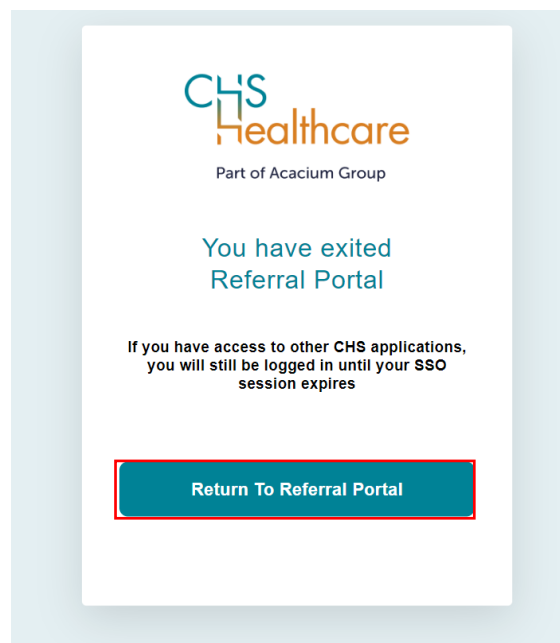 CHS
Healthcare
Part of Acacium Group
You have exited
Referral Portal
If you have access to other CHS applications,
you will still be logged in until your SSO
session expires
Return To Referral Portal